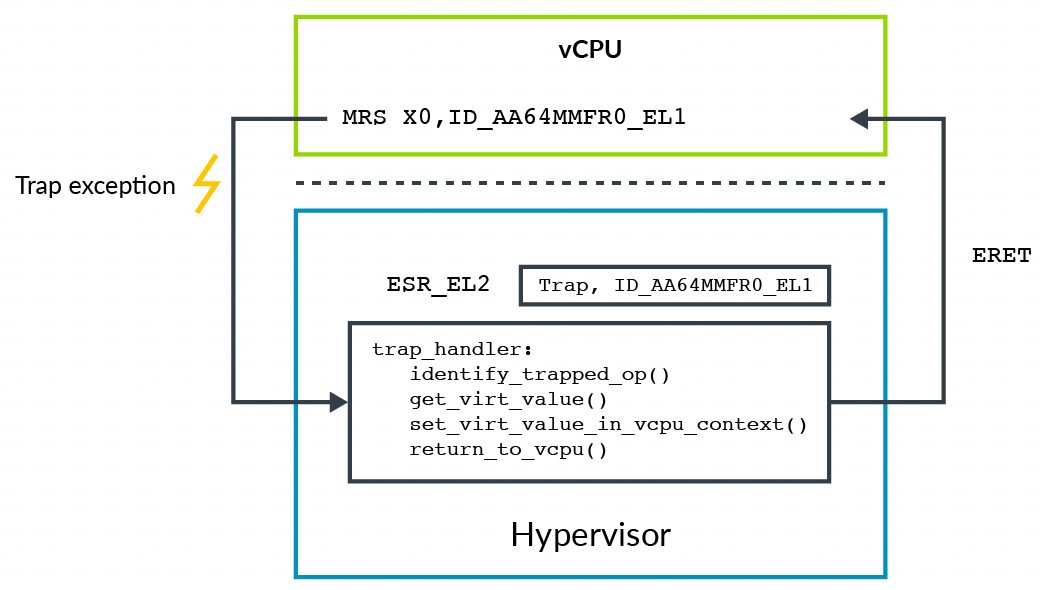 vCPU
MRS X0,ID_AA64MMFR0_EL1
Trap exception
ERET
ESR_EL2
Trap, ID_AA64MMFR0_EL1
trap_handler:
identify_trapped_op()
get_virt_value()
set_virt_value_in_vcpu_context()
return_to_vcpu()
Hypervisor